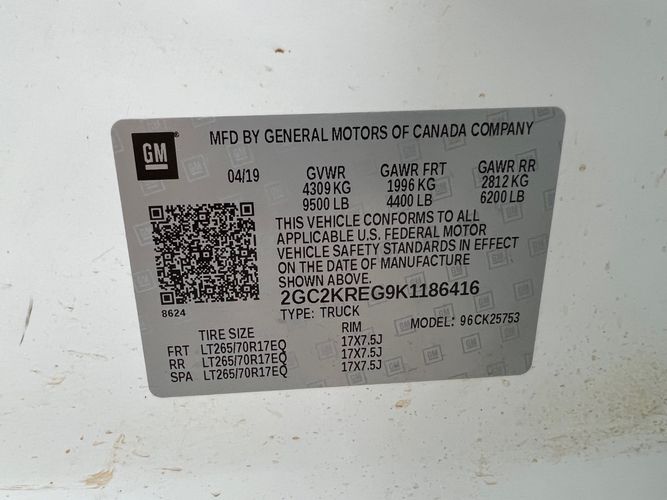 GM
MFD BY GENERAL MOTORS OF CANADA COMPANY
04/19 GVWR GAWR FRT GAWR RR
4309 KG 1996 KG 2812 KG
9500 LB 4400 LB 6200 LB
THIS VEHICLE CONFORMS TO ALL
APPLICABLE U.S. FEDERAL MOTOR
VEHICLE SAFETY STANDARDS IN EFFECT
ON THE DATE OF MANUFACTURE
SHOWN ABOVE.
2GC2KREG9K1186416
8624 TYPE: TRUCK MODEL: 96CK25753
TIRE SIZE RIM
FRT LT265/70R17EQ 17X7.5J
RR LT265/70R17EQ 17X7.5J
SPA LT265/70R17EQ 17X7.5J